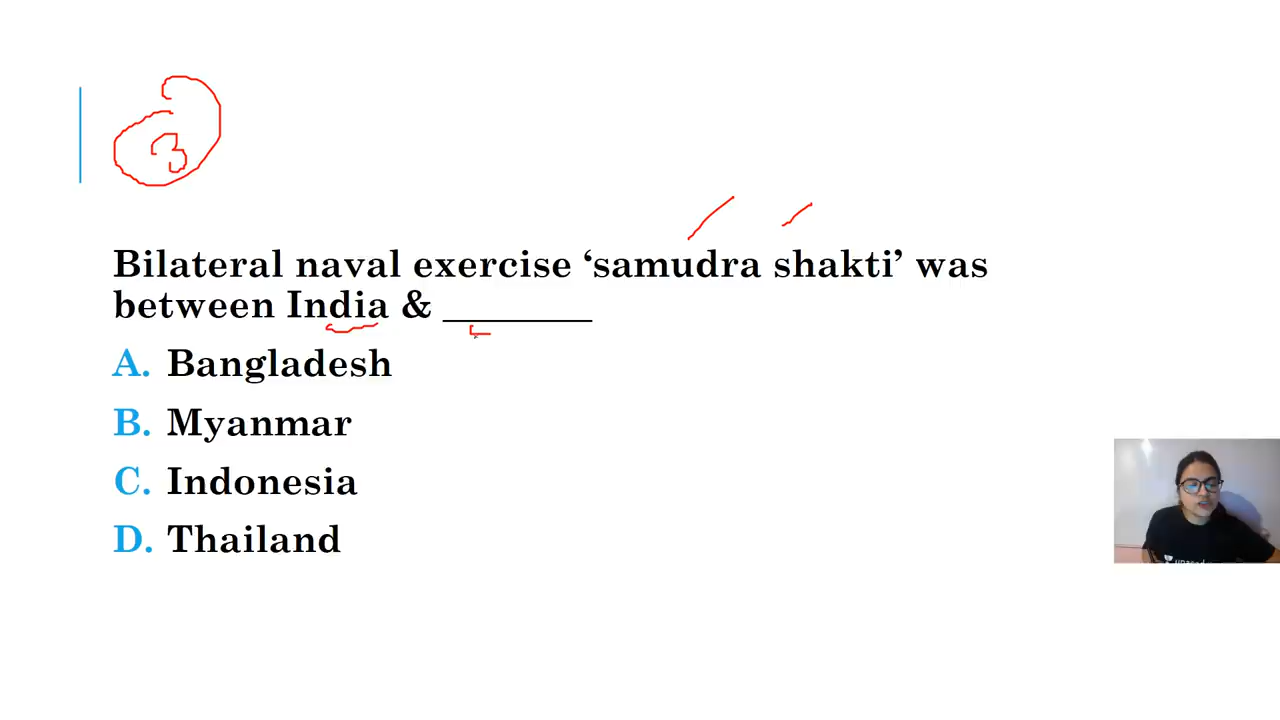 3
Bilateral naval exercise ‘samudra shakti’ was
between India & ________
A. Bangladesh
B. Myanmar
C. Indonesia
D. Thailand